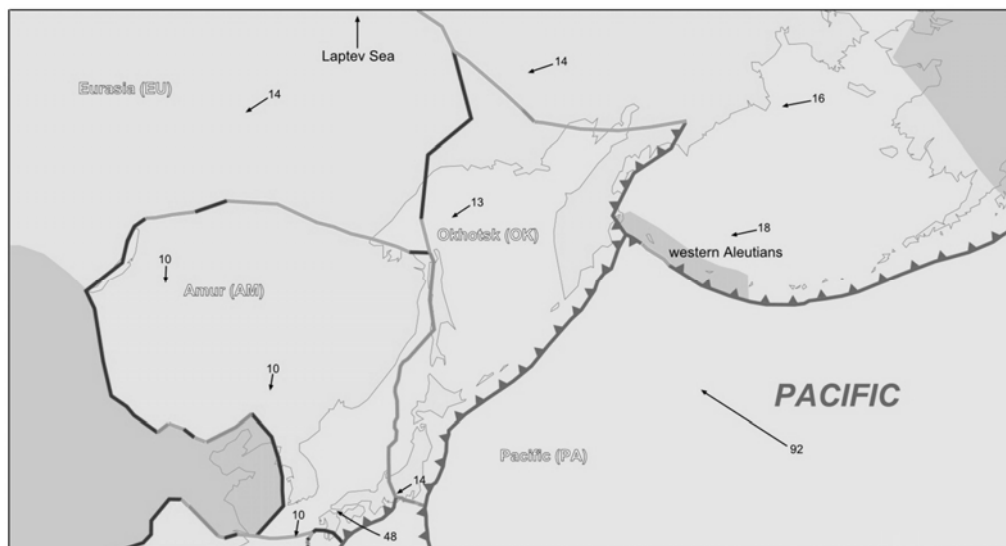 Laptev Sea
14
Eurasia (EU)
14
16
13
Okhotsk (OK)
18
western Aleutians
10
Amur (AM)
10
PACIFIC
92
Pacific (PA)
14
10
48